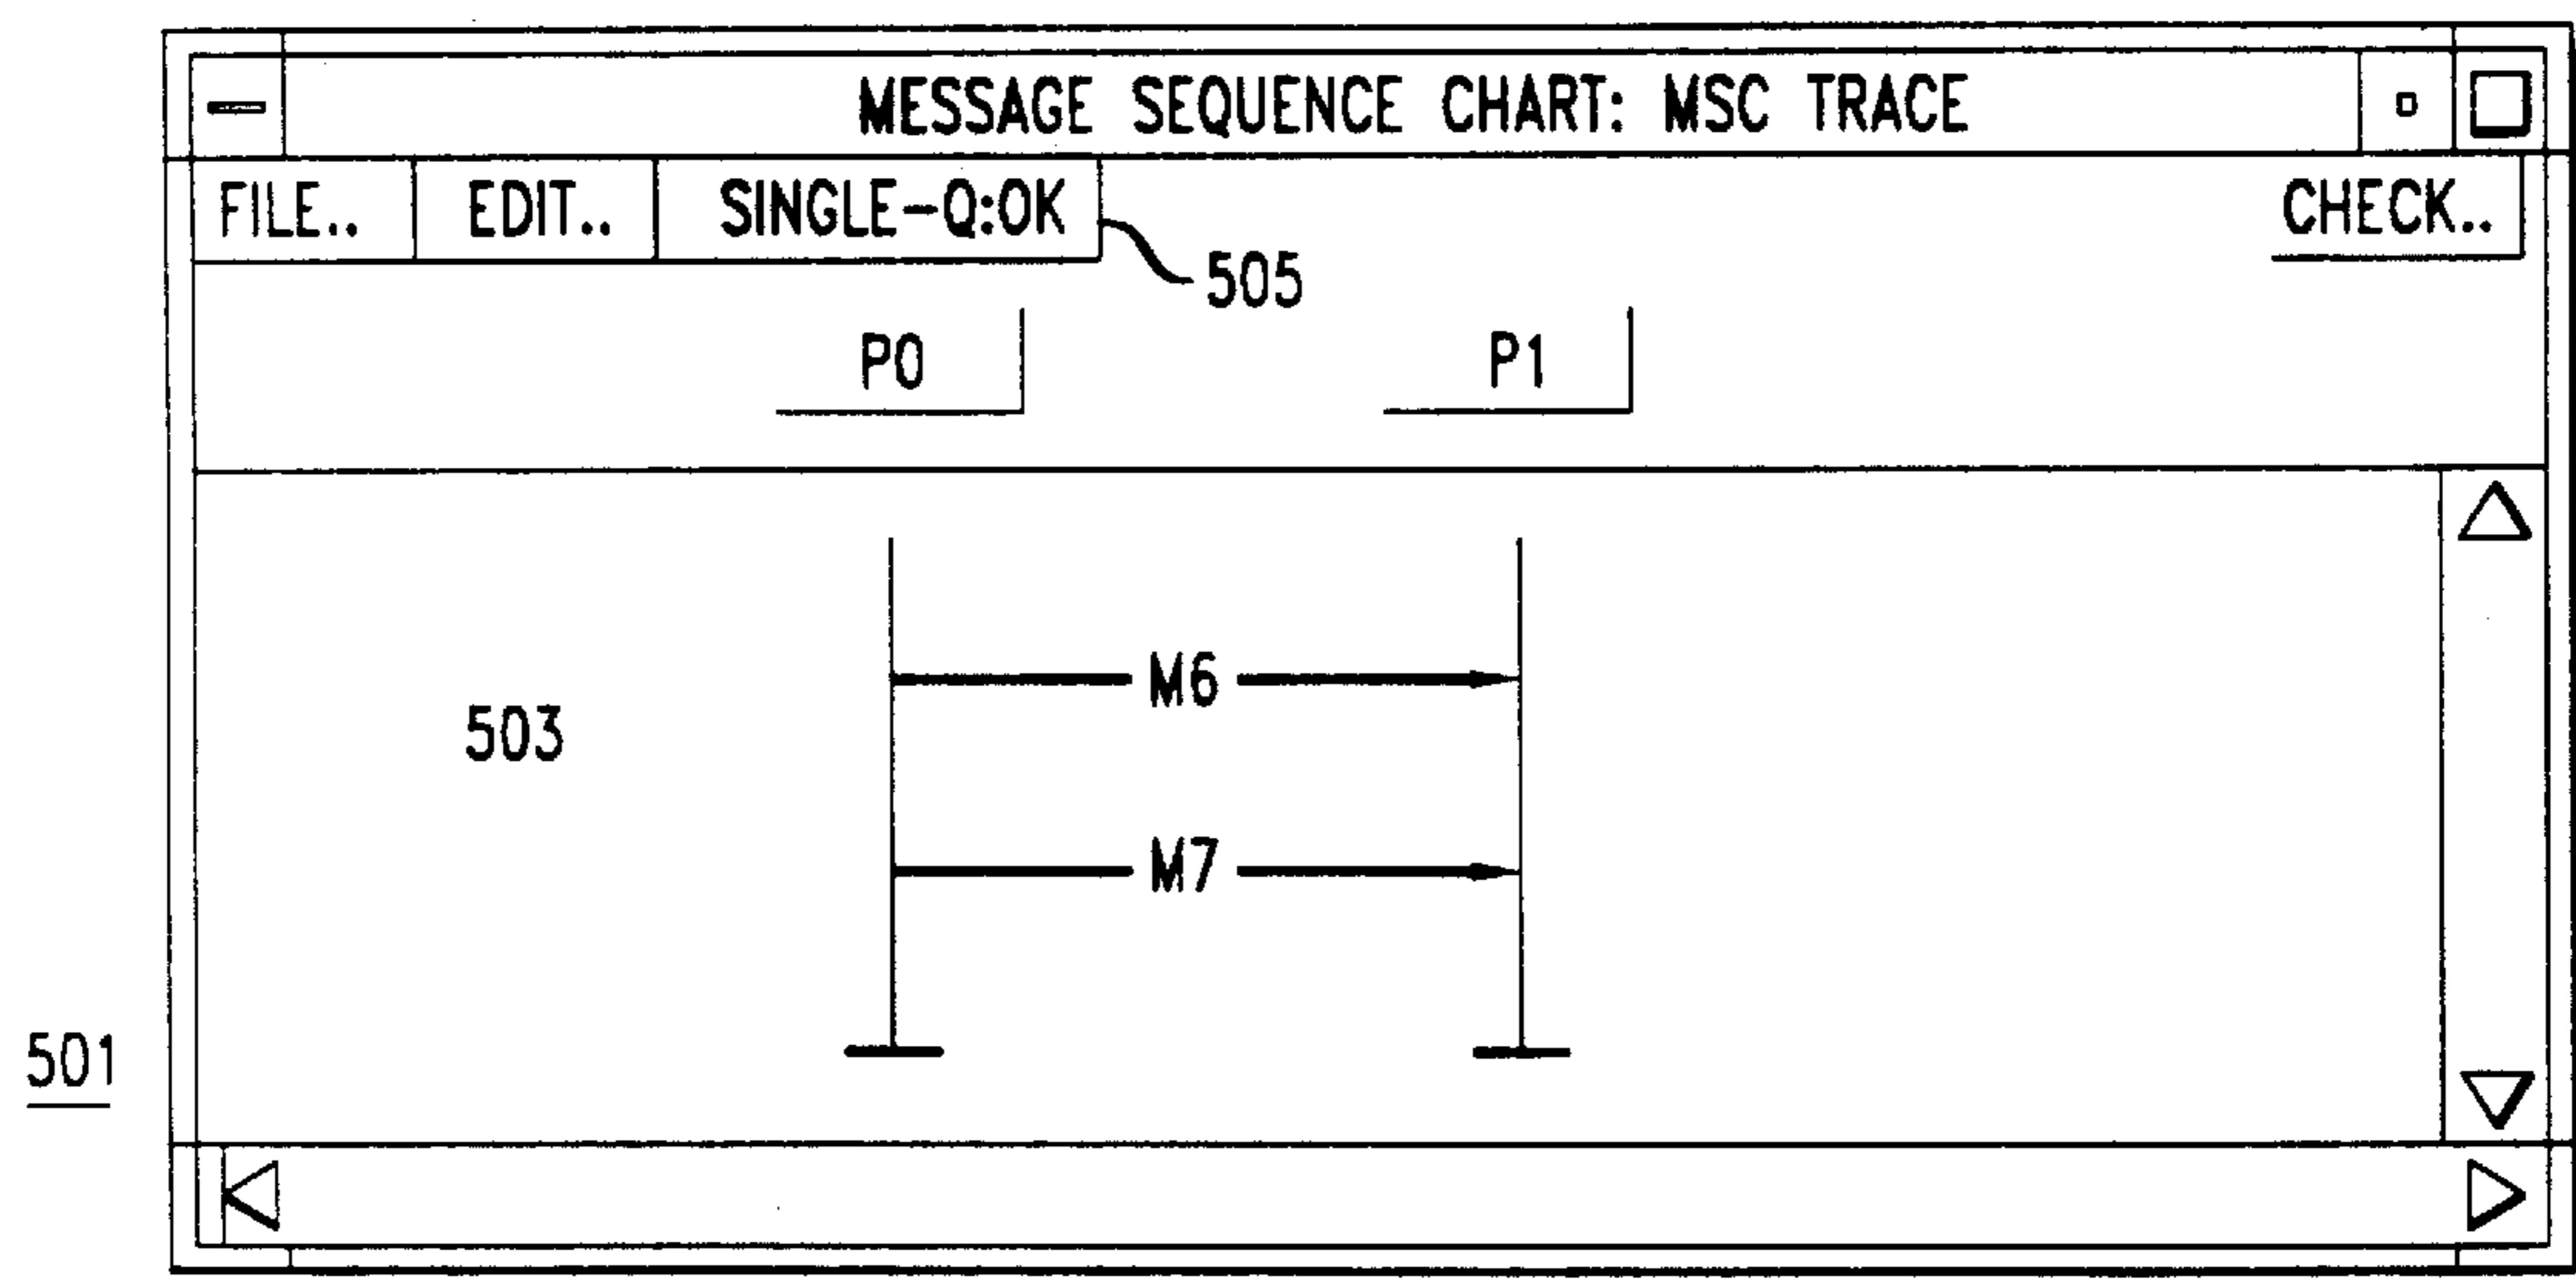 MESSAGE SEQUENCE CHART: MSC TRACE
FILE.. EDIT.. SINGLE-Q:OK CHECK..
505
P0 P1
M6
503
M7
501